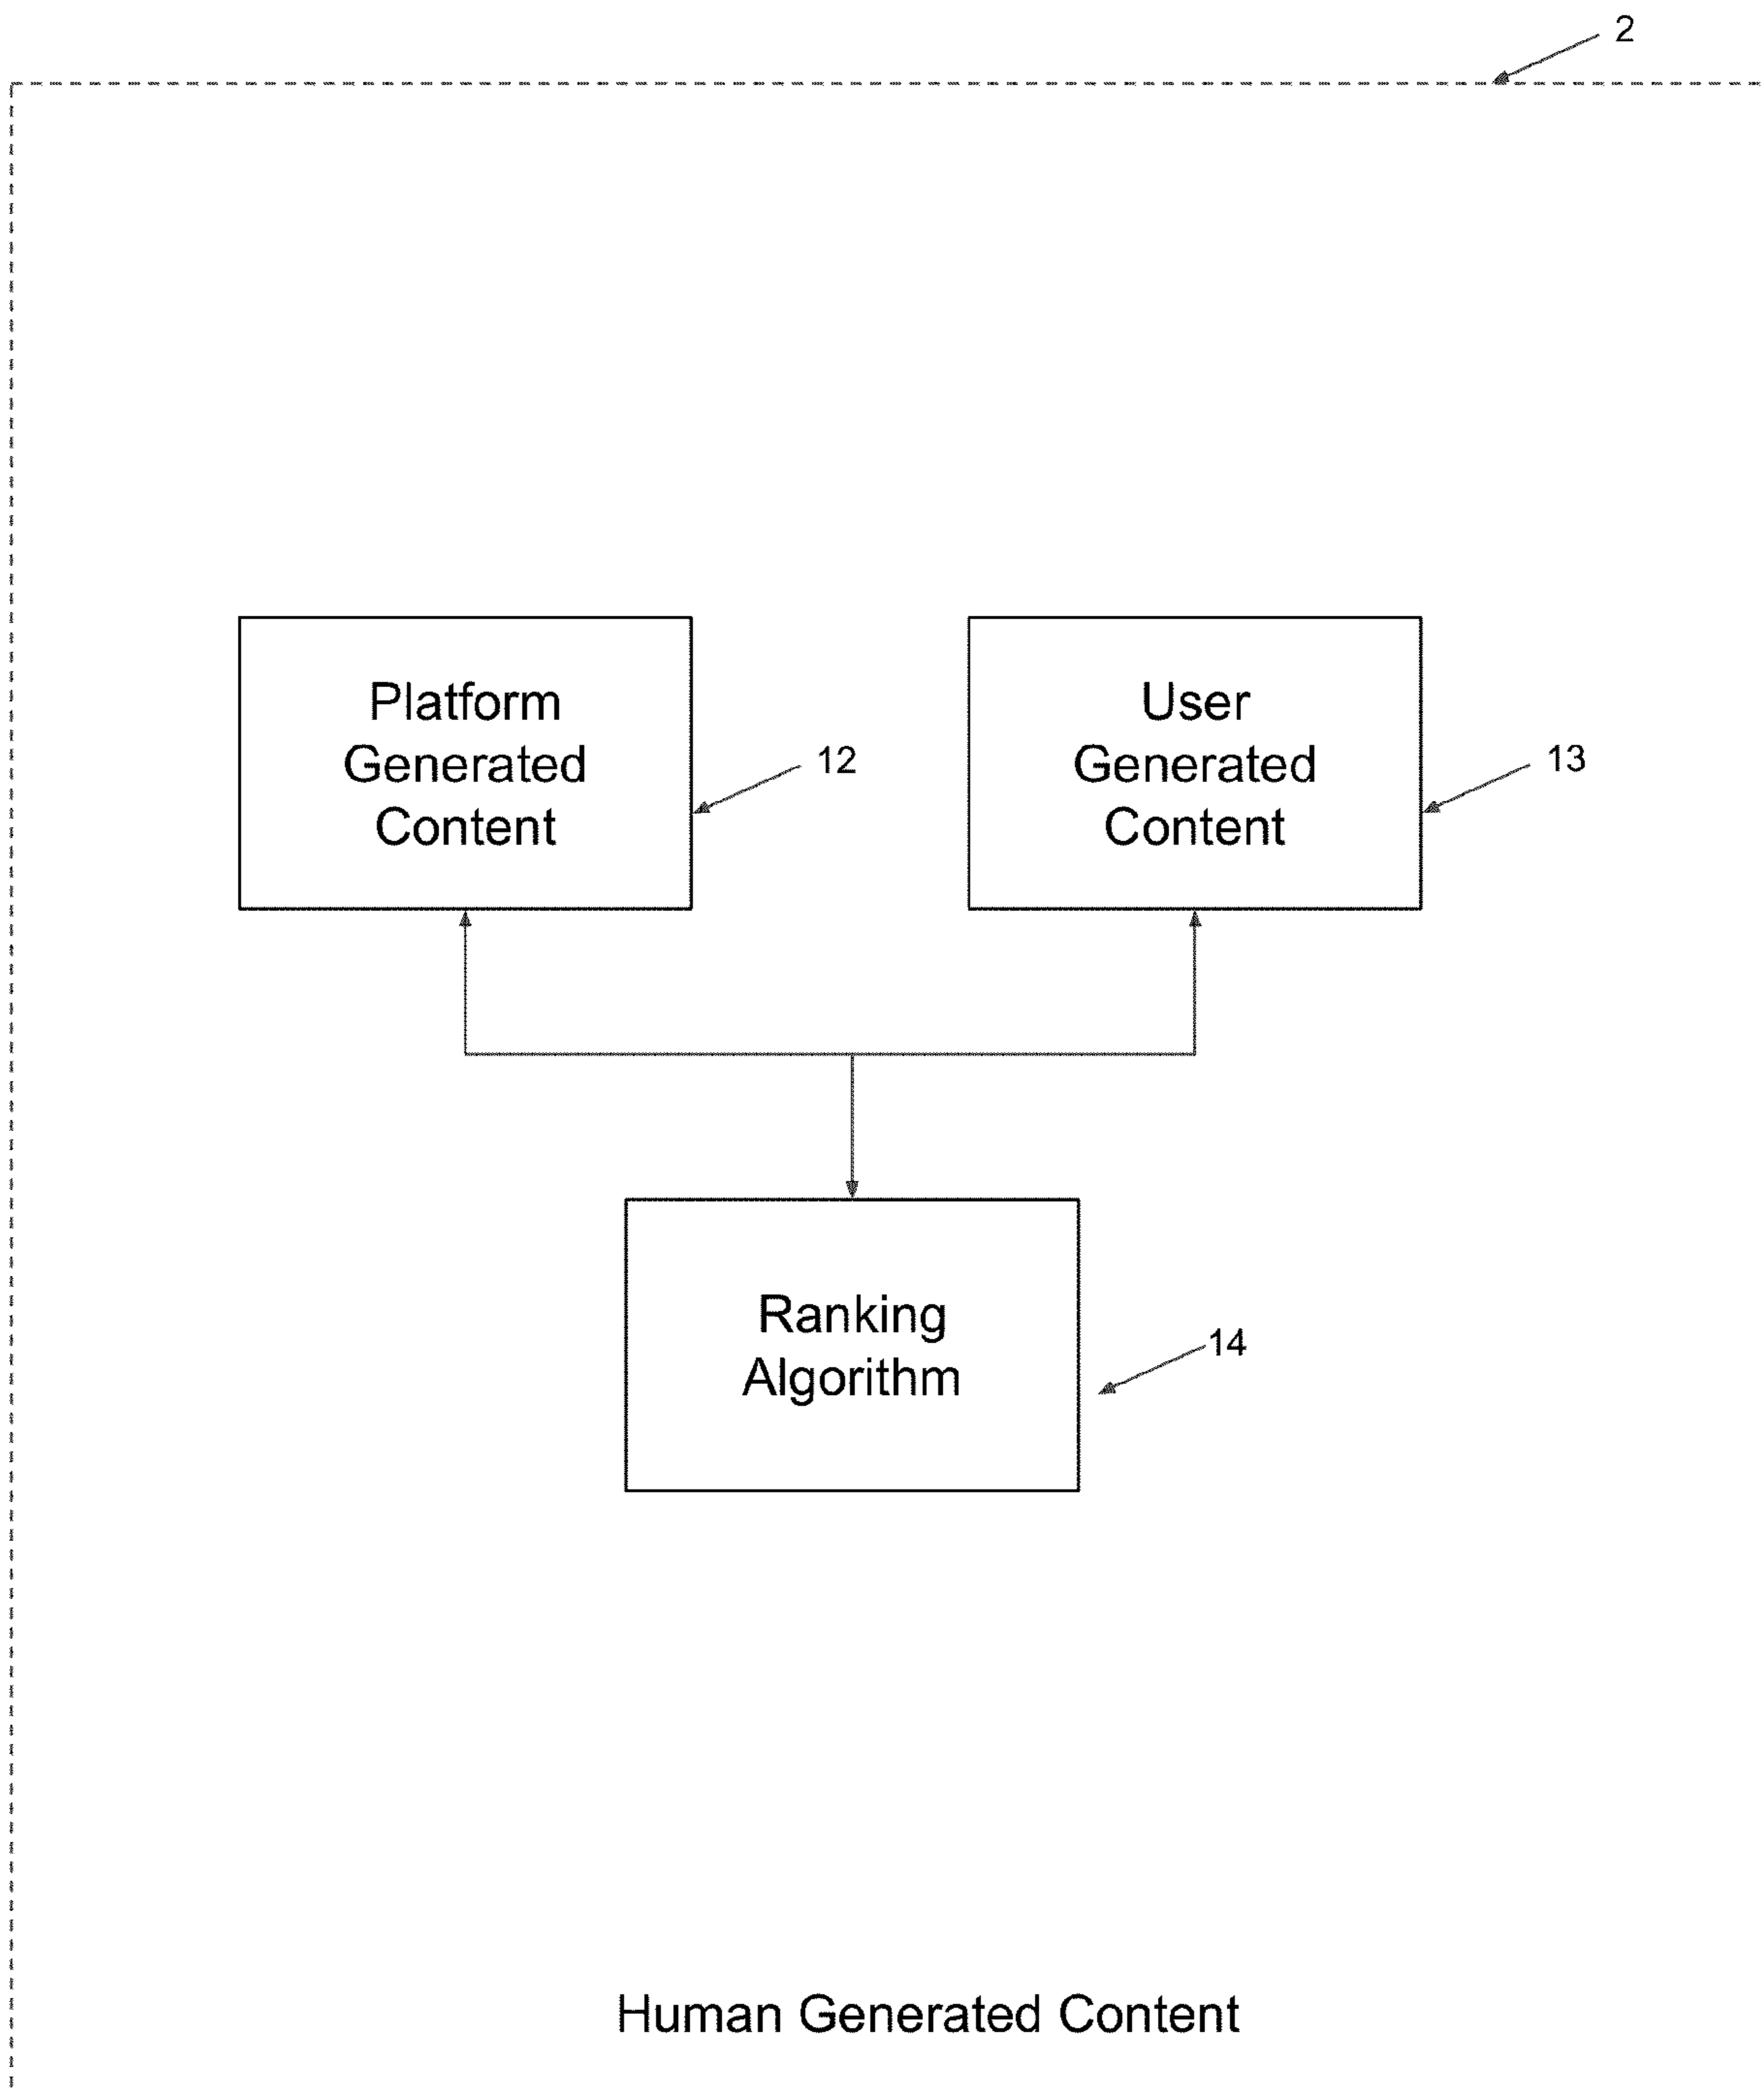 2
Platform
Generated
Content
12
User
Generated
Content
13
Ranking
Algorithm
14
Human Generated Content